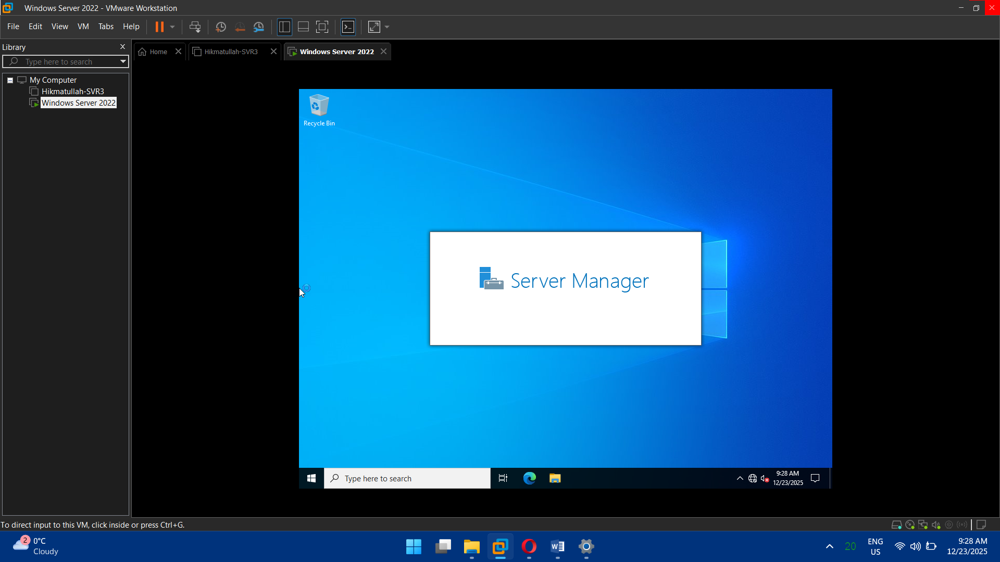 Windows Server 2022 - VMware Workstation
File Edit View VM Tabs Help
Library
Type here to search
My Computer
Hikmatullah-SVR3
Windows Server 2022
Home
Hikmatullah-SVR3
Windows Server 2022
Recycle Bin
Server Manager
Type here to search
9:28 AM
12/23/2025
To direct input to this VM, click inside or press Ctrl+G.
2
0°C
Cloudy
20
ENG
US
9:28 AM
12/23/2025